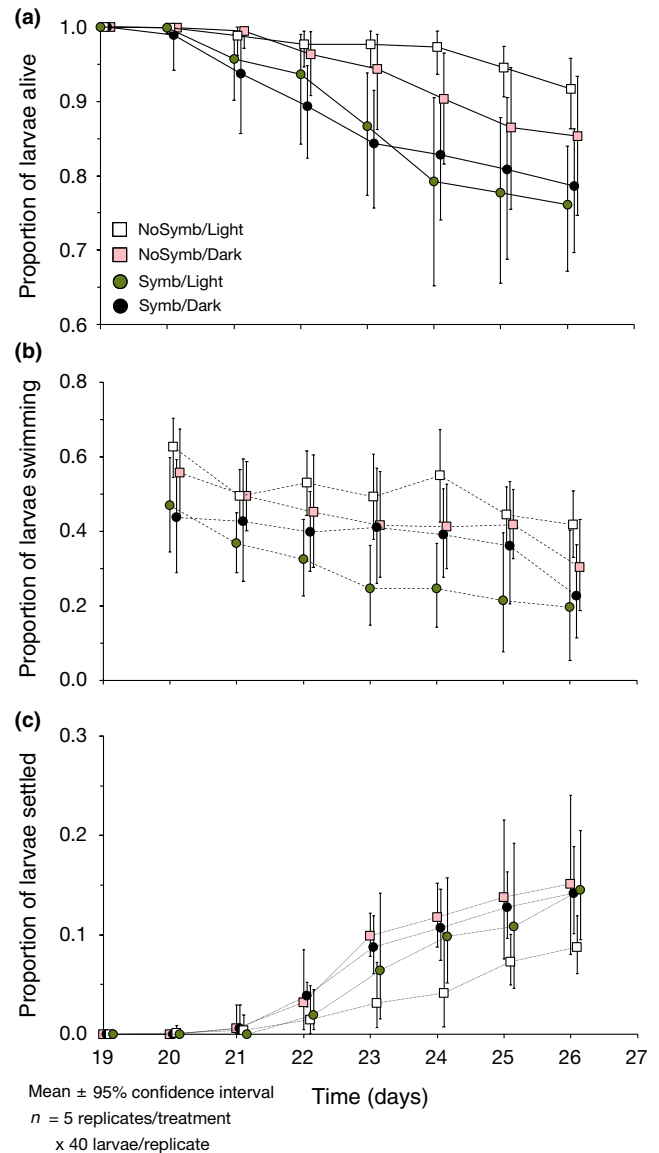 (a)
Proportion of larvae alive
1.0
0.9
0.8
0.7
0.6
NoSymb/Light
NoSymb/Dark
Symb/Light
Symb/Dark
(b)
Proportion of larvae swimming
0.8
0.6
0.4
0.2
0.0
(c)
Proportion of larvae settled
0.3
0.2
0.1
0.0
19 20 21 22 23 24 25 26 27
Time (days)
Mean ± 95% confidence interval
n = 5 replicates/treatment
x 40 larvae/replicate